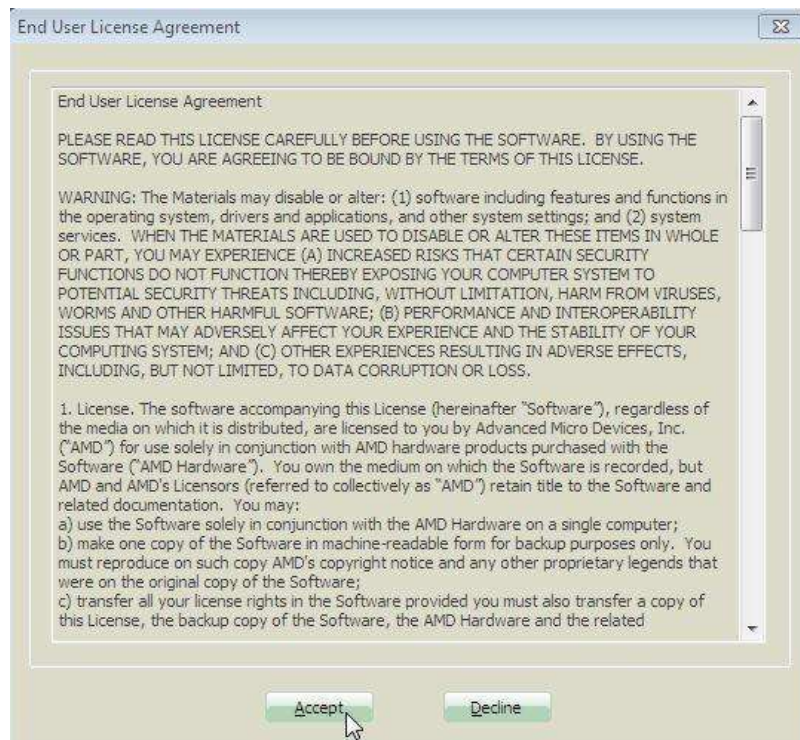 End User License Agreement
End User License Agreement
PLEASE READ THIS LICENSE CAREFULLY BEFORE USING THE SOFTWARE. BY USING THE
SOFTWARE, YOU ARE AGREEING TO BE BOUND BY THE TERMS OF THIS LICENSE.
WARNING: The Materials may disable or alter: (1) software including features and functions in
the operating system, drivers and applications, and other system settings; and (2) system
services. WHEN THE MATERIALS ARE USED TO DISABLE OR ALTER THESE ITEMS IN WHOLE
OR PART, YOU MAY EXPERIENCE (A) INCREASED RISKS THAT CERTAIN SECURITY
FUNCTIONS DO NOT FUNCTION THEREBY EXPOSING YOUR COMPUTER SYSTEM TO
POTENTIAL SECURITY THREATS INCLUDING, WITHOUT LIMITATION, HARM FROM VIRUSES,
WORMS AND OTHER HARMFUL SOFTWARE; (B) PERFORMANCE AND INTEROPERABILITY
ISSUES THAT MAY ADVERSELY AFFECT YOUR EXPERIENCE AND THE STABILITY OF YOUR
COMPUTING SYSTEM; AND (C) OTHER EXPERIENCES RESULTING IN ADVERSE EFFECTS,
INCLUDING, BUT NOT LIMITED, TO DATA CORRUPTION OR LOSS.
1. License. The software accompanying this License (hereinafter "Software"), regardless of
the media on which it is distributed, are licensed to you by Advanced Micro Devices, Inc.
("AMD") for use solely in conjunction with AMD hardware products purchased with the
Software ("AMD Hardware"). You own the medium on which the Software is recorded, but
AMD and AMD's Licensors (referred to collectively as "AMD") retain title to the Software and
related documentation. You may:
a) use the Software solely in conjunction with the AMD Hardware on a single computer;
b) make one copy of the Software in machine-readable form for backup purposes only. You
must reproduce on such copy AMD's copyright notice and any other proprietary legends that
were on the original copy of the Software;
c) transfer all your license rights in the Software provided you must also transfer a copy of
this License, the backup copy of the Software, the AMD Hardware and the related
Accept Decline